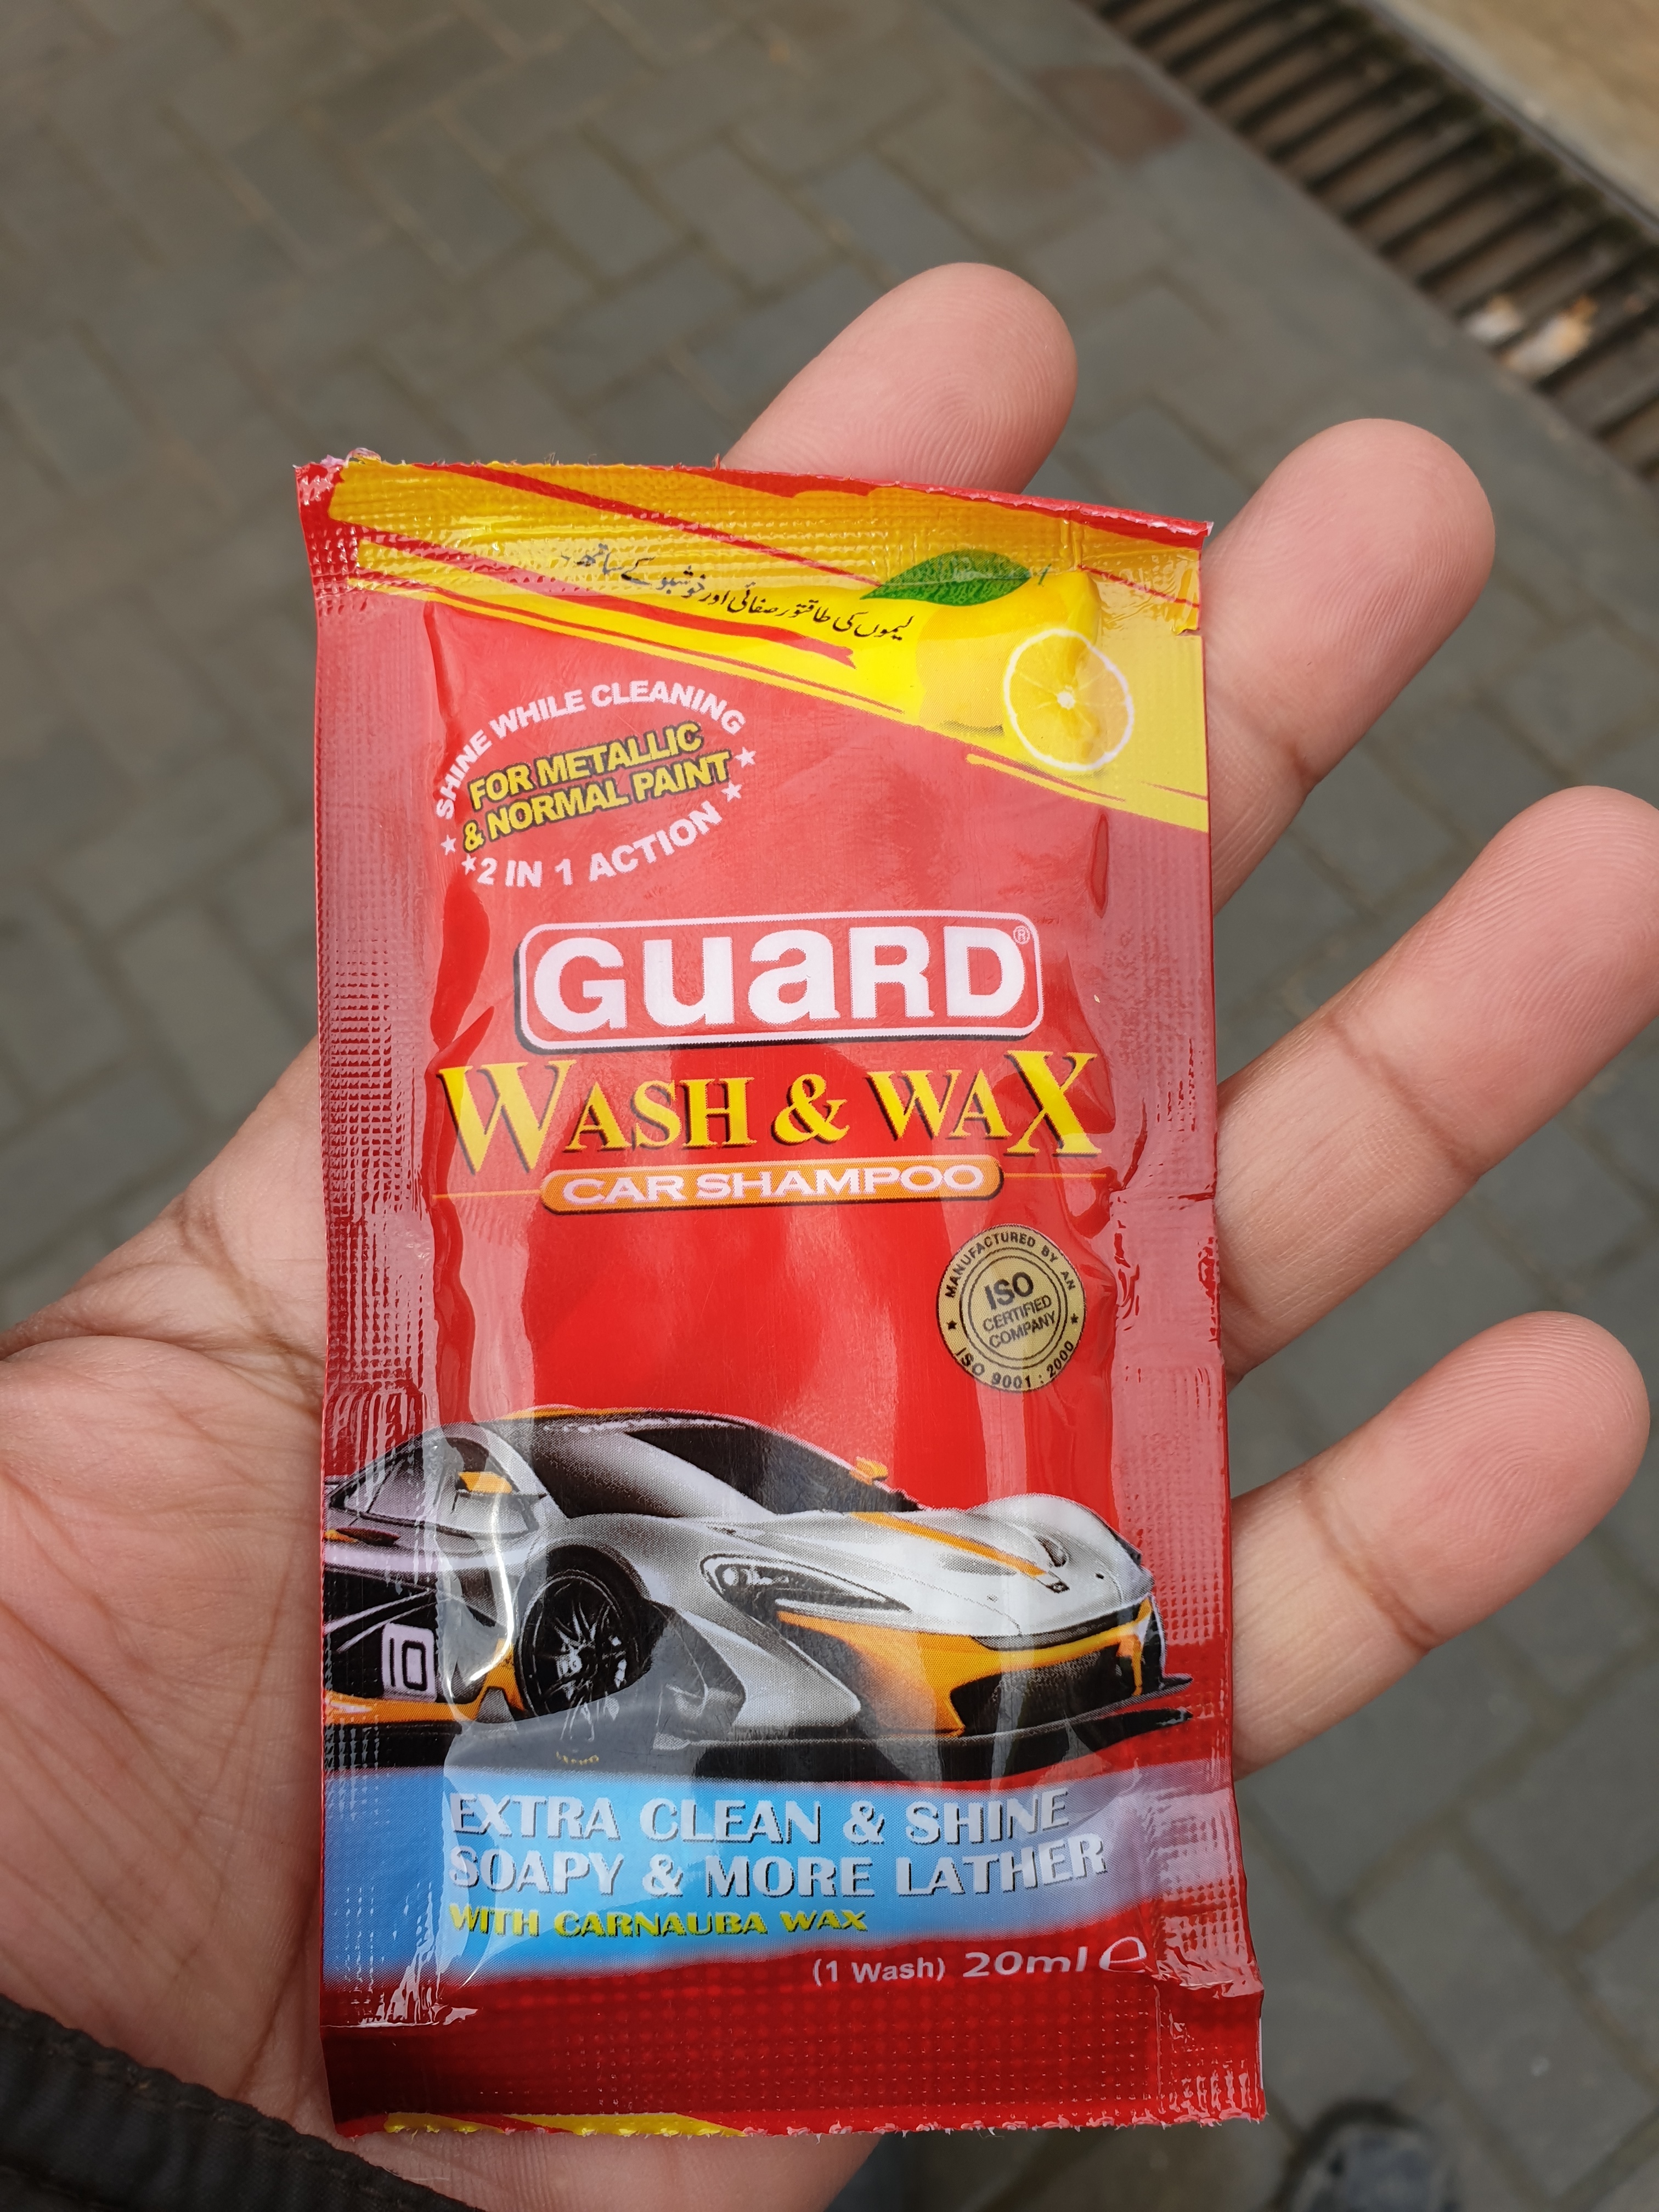 لیموں کی طاقتور صفائی اور خوشبو کے ساتھ
SHINE WHILE CLEANING
FOR METALLIC
& NORMAL PAINT
2 IN 1 ACTION
GUaRD®
WASH & WAX
CAR SHAMPOO
MANUFACTURED BY AN
ISO
CERTIFIED
COMPANY
ISO 9001 : 2000
10
EXTRA CLEAN & SHINE
SOAPY & MORE LATHER
WITH CARNAUBA WAX
(1 Wash) 20ml ℮